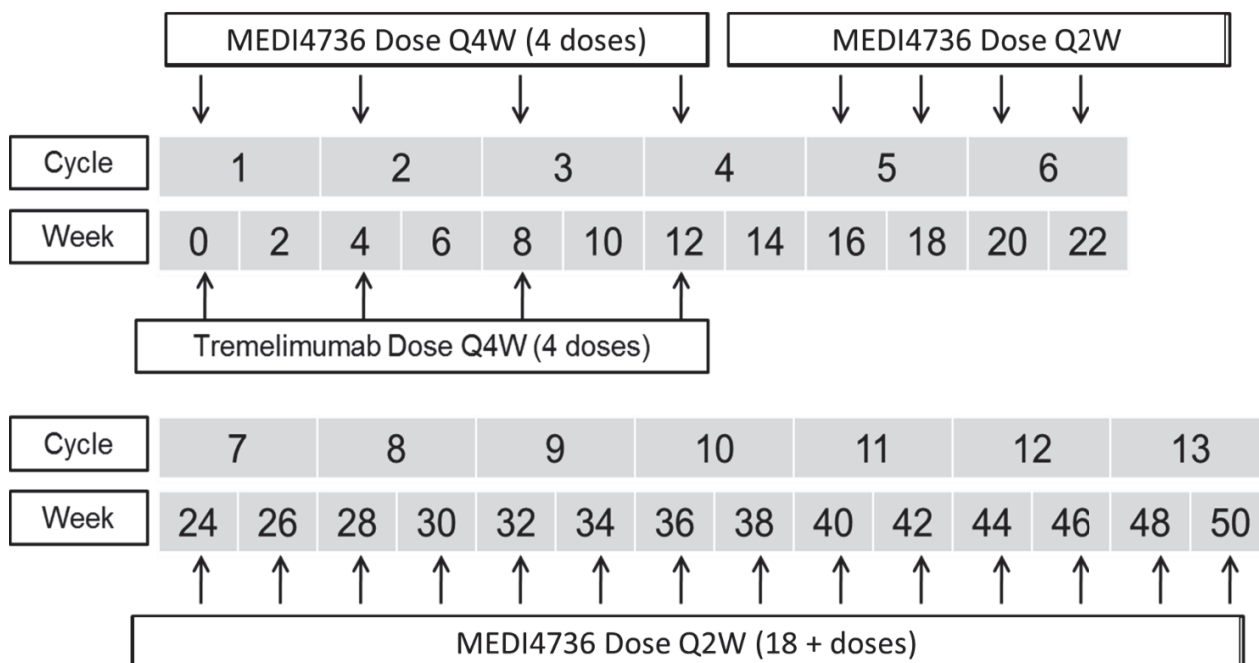 MEDI4736 Dose Q4W (4 doses) MEDI4736 Dose Q2W
Cycle 1 2 3 4 5 6
Week 0 2 4 6 8 10 12 14 16 18 20 22
Tremelimumab Dose Q4W (4 doses)
Cycle 7 8 9 10 11 12 13
Week 24 26 28 30 32 34 36 38 40 42 44 46 48 50
MEDI4736 Dose Q2W (18 + doses)